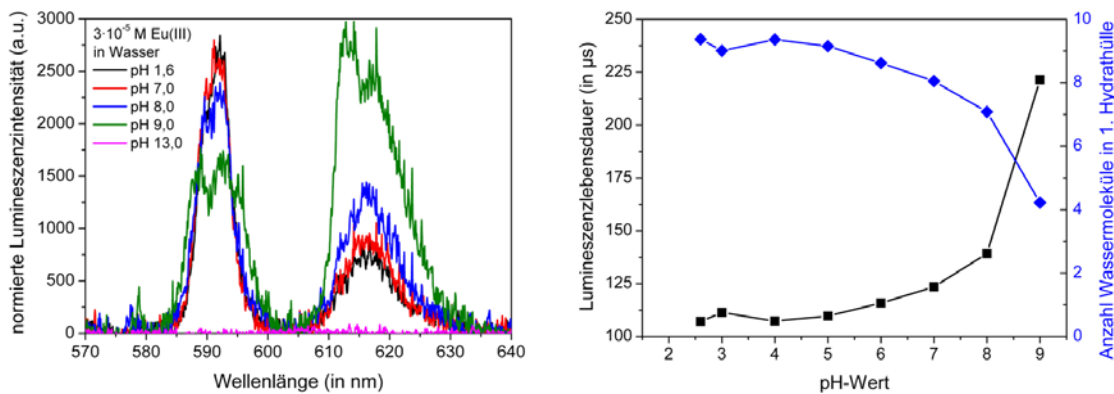 3·10⁻⁵ M Eu(III)
in Wasser
pH 1,6
pH 7,0
pH 8,0
pH 9,0
pH 13,0
normierte Lumineszenzintensität (a.u.)
3000
2500
2000
1500
1000
500
0
570 580 590 600 610 620 630 640
Wellenlänge (in nm)
Lumineszenzlebensdauer (in µs)
250
225
200
175
150
125
100
2 3 4 5 6 7 8 9
pH-Wert
10
8
6
4
2
0
Anzahl Wassermoleküle in 1. Hydrathülle